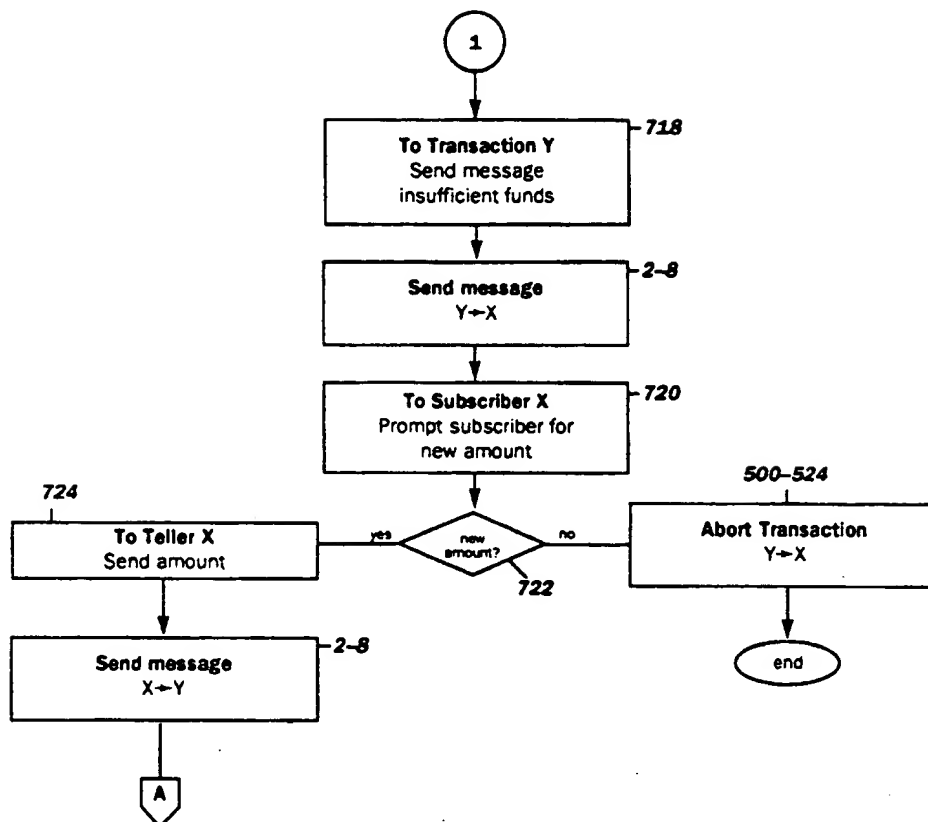 1
718
To Transaction Y
Send message
insufficient funds
2-8
Send message
Y→X
720
To Subscriber X
Prompt subscriber for
new amount
724
To Teller X
Send amount
yes
new
amount?
no
722
500-524
Abort Transaction
Y→X
2-8
Send message
X→Y
end
A